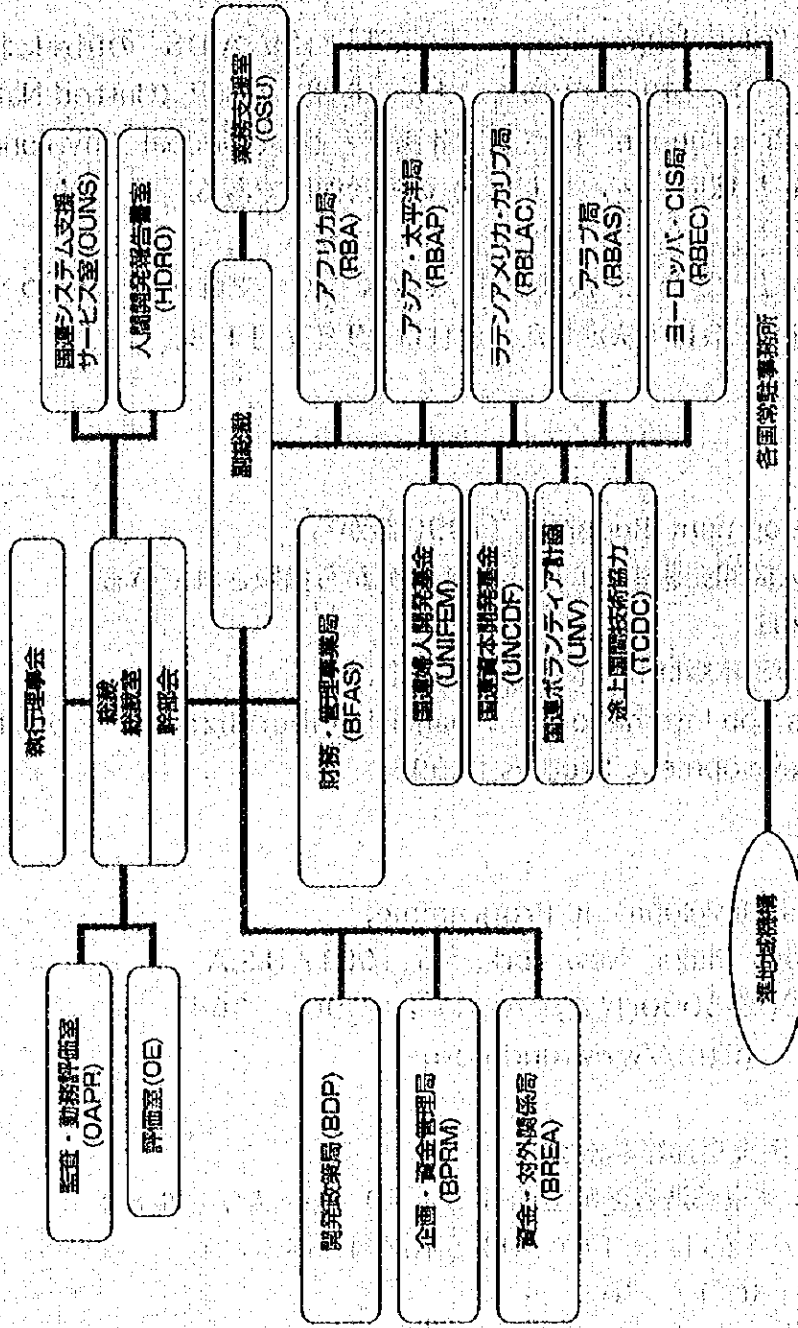 執行理事会
総裁
総裁室
幹部会
監査・勤務評価室
(OAPR)
評価室(OE)
国連システム支援・
サービス室(OUNS)
人間開発報告書室
(HDRO)
副総裁
業務支援室
(OSU)
開発政策局(BDP)
企画・資金管理局
(BPRM)
資金・対外関係局
(BREA)
財務・管理事業局
(BFAS)
国連婦人開発基金
(UNIFEM)
国連資本開発基金
(UNCDF)
国連ボランティア計画
(UNV)
途上国間技術協力
(TCDC)
アフリカ局
(RBA)
アジア・太平洋局
(RBAP)
ラテンアメリカ・カリブ局
(RBLAC)
アラブ局
(RBAS)
ヨーロッパ・CIS局
(RBEC)
準地域機構
各国常駐事務所